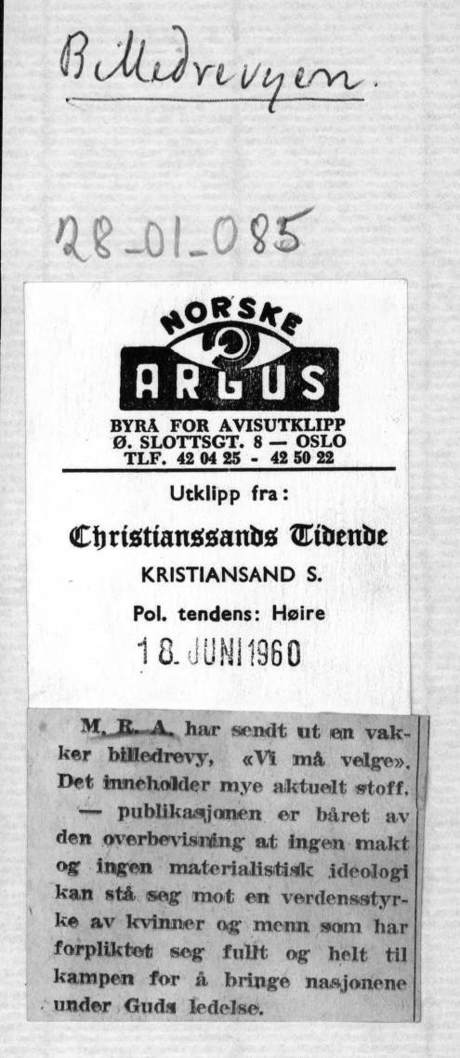 Billedrevyen.
28-01-085
NORSKE
ARGUS
BYRÅ FOR AVISUTKLIPP
Ø. SLOTTSGT. 8 — OSLO
TLF. 42 04 25 - 42 50 22
Utklipp fra:
Christianssands Tidende
KRISTIANSAND S.
Pol. tendens: Høire
18. JUNI 1960
M. R. A. har sendt ut en vak-
ker billedrevy, «Vi må velge».
Det inneholder mye aktuelt stoff.
— publikasjonen er båret av
den overbevisning at ingen makt
og ingen materialistisk ideologi
kan stå seg mot en verdensstyr-
ke av kvinner og menn som har
forpliktet seg fullt og helt til
kampen for å bringe nasjonene
under Guds ledelse.